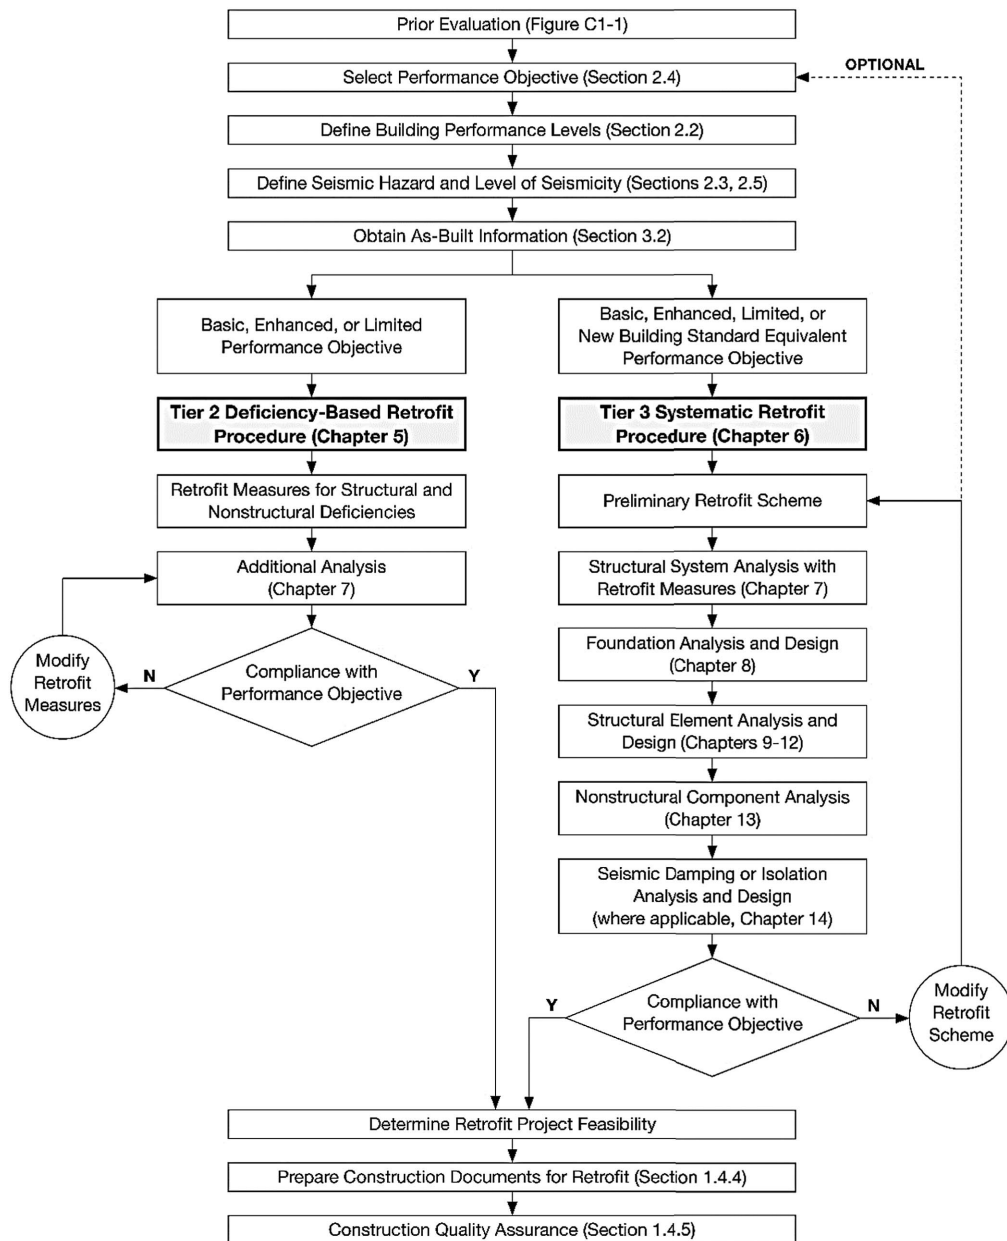 Prior Evaluation (Figure C1-1)
OPTIONAL
Select Performance Objective (Section 2.4)
Define Building Performance Levels (Section 2.2)
Define Seismic Hazard and Level of Seismicity (Sections 2.3, 2.5)
Obtain As-Built Information (Section 3.2)
Basic, Enhanced, or Limited
Performance Objective
Tier 2 Deficiency-Based Retrofit
Procedure (Chapter 5)
Retrofit Measures for Structural and
Nonstructural Deficiencies
Additional Analysis
(Chapter 7)
Compliance with
Performance Objective
N
Y
Modify
Retrofit
Measures
Basic, Enhanced, Limited, or
New Building Standard Equivalent
Performance Objective
Tier 3 Systematic Retrofit
Procedure (Chapter 6)
Preliminary Retrofit Scheme
Structural System Analysis with
Retrofit Measures (Chapter 7)
Foundation Analysis and Design
(Chapter 8)
Structural Element Analysis and
Design (Chapters 9-12)
Nonstructural Component Analysis
(Chapter 13)
Seismic Damping or Isolation
Analysis and Design
(where applicable, Chapter 14)
Compliance with
Performance Objective
Y
N
Modify
Retrofit
Scheme
Determine Retrofit Project Feasibility
Prepare Construction Documents for Retrofit (Section 1.4.4)
Construction Quality Assurance (Section 1.4.5)